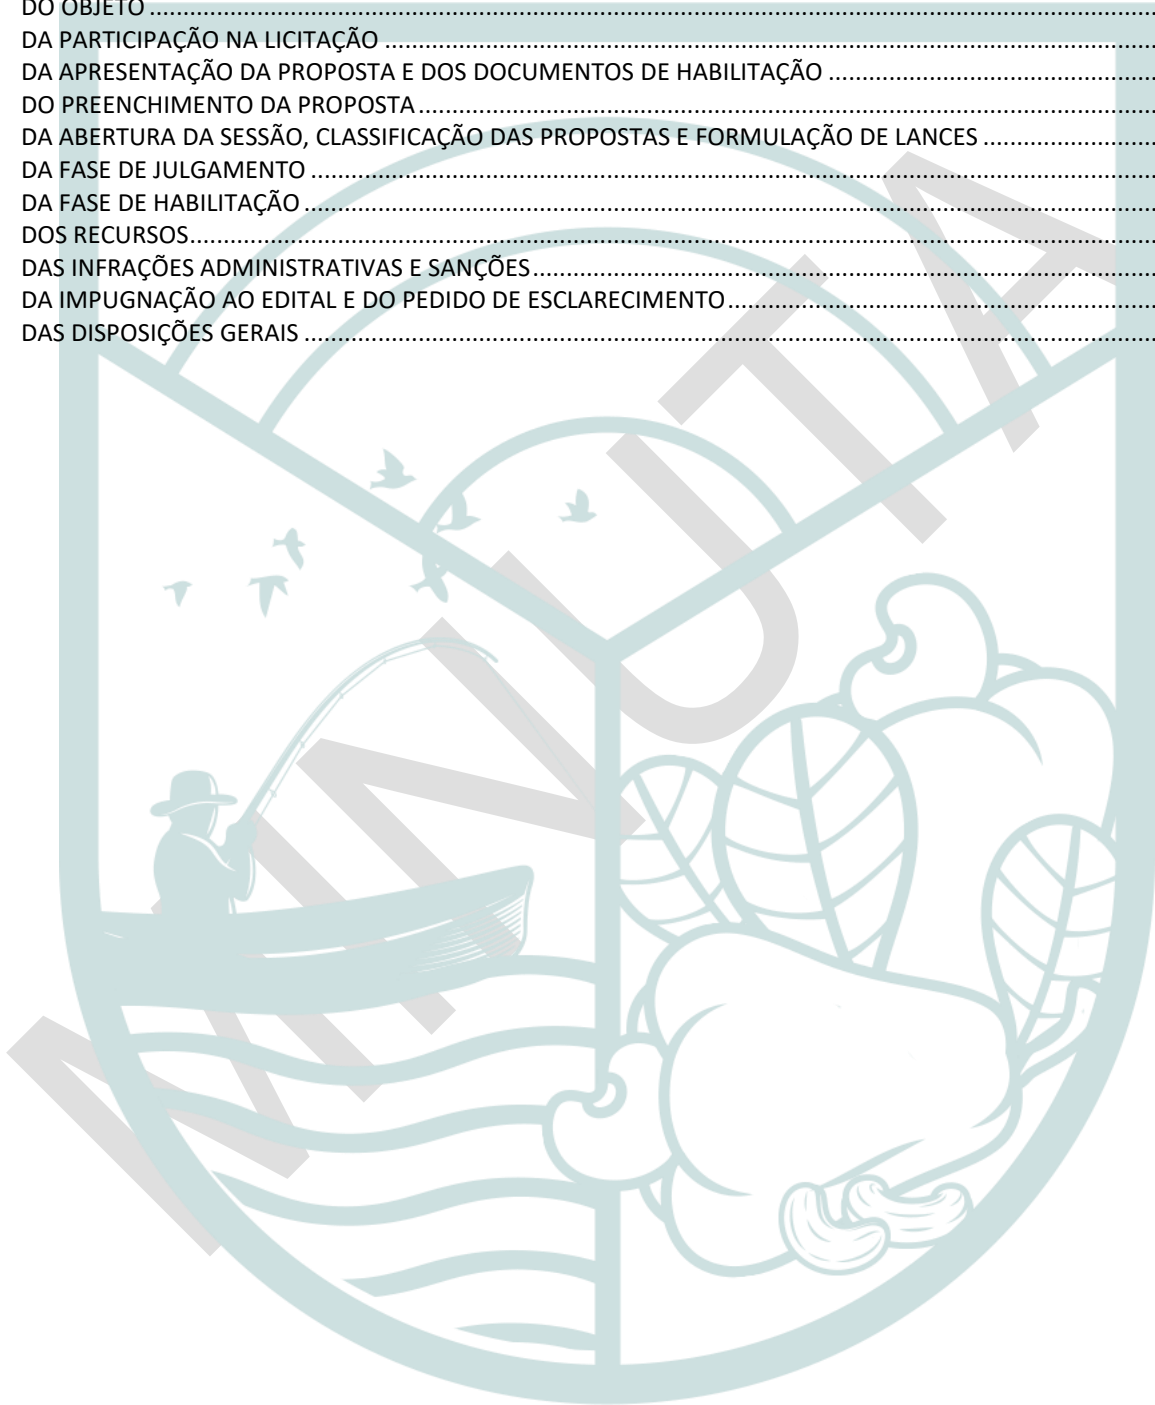 DO OBJETO
DA PARTICIPAÇÃO NA LICITAÇÃO
DA APRESENTAÇÃO DA PROPOSTA E DOS DOCUMENTOS DE HABILITAÇÃO
DO PREENCHIMENTO DA PROPOSTA
DA ABERTURA DA SESSÃO, CLASSIFICAÇÃO DAS PROPOSTAS E FORMULAÇÃO DE LANCES
DA FASE DE JULGAMENTO
DA FASE DE HABILITAÇÃO
DOS RECURSOS
DAS INFRAÇÕES ADMINISTRATIVAS E SANÇÕES
DA IMPUGNAÇÃO AO EDITAL E DO PEDIDO DE ESCLARECIMENTO
DAS DISPOSIÇÕES GERAIS
MINUTA